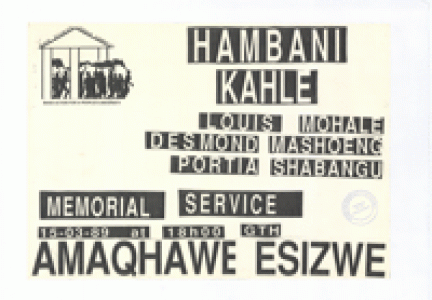 HAMBANI
KAHLE
LOUIS MOHALE
DESMOND MASHOENG
PORTIA SHABANGU
MEMORIAL SERVICE
15-03-89 at 18h00 GTH
AMAQHAWE ESIZWE